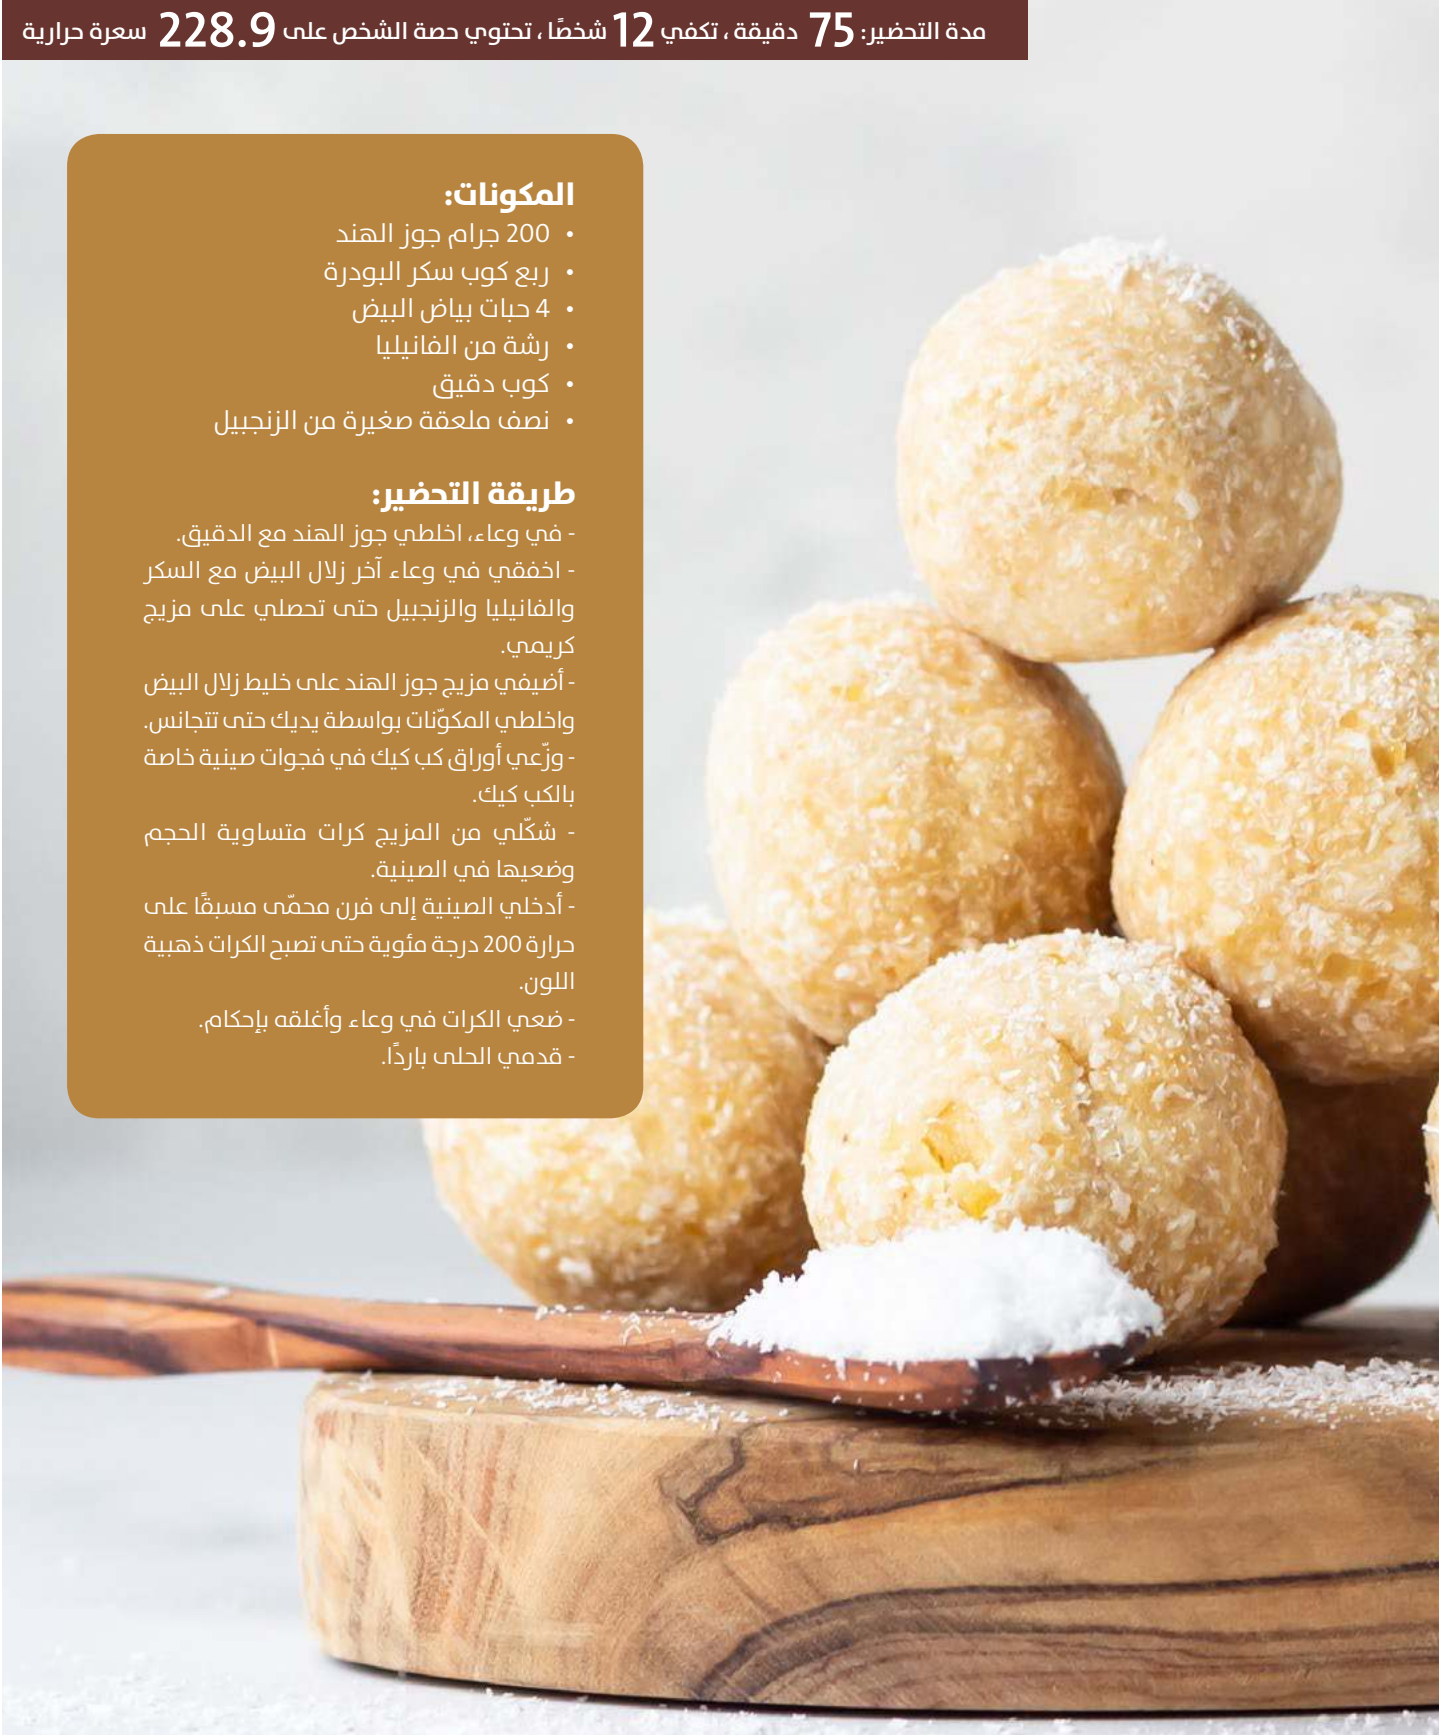 مدة التحضير: 75 دقيقة ، تكفي 12 شخصًا ، تحتوي حصة الشخص على 228.9 سعرة حرارية
المكونات:
• 200 جرام جوز الهند
• ربع كوب سكر البودرة
• 4 حبات بياض البيض
• رشة من الفانيليا
• كوب دقيق
• نصف ملعقة صغيرة من الزنجبيل
طريقة التحضير:
- في وعاء، اخلطي جوز الهند مع الدقيق.
- اخفقي في وعاء آخر زلال البيض مع السكر
والفانيليا والزنجبيل حتى تحصلي على مزيج
كريمي.
- أضيفي مزيج جوز الهند على خليط زلال البيض
واخلطي المكوّنات بواسطة يديك حتى تتجانس.
- وزّعي أوراق كب كيك في فجوات صينية خاصة
بالكب كيك.
- شكّلي من المزيج كرات متساوية الحجم
وضعيها في الصينية.
- أدخلي الصينية إلى فرن محمّى مسبقًا على
حرارة 200 درجة مئوية حتى تصبح الكرات ذهبية
اللون.
- ضعي الكرات في وعاء وأغلقه بإحكام.
- قدمي الحلى باردًا.